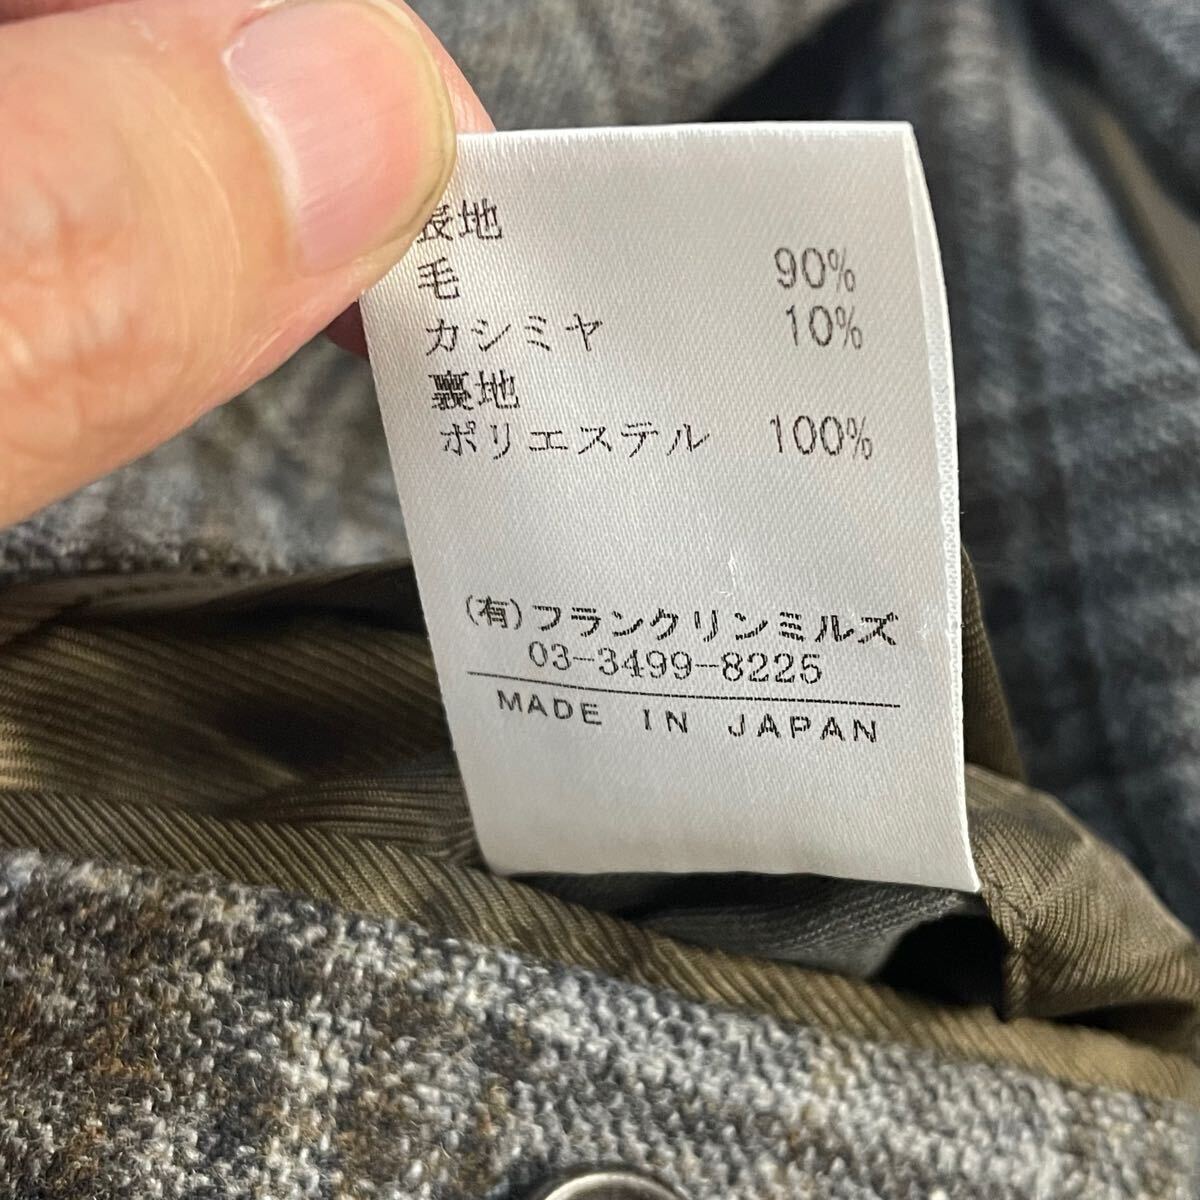 表地
毛 90%
カシミヤ 10%
裏地
ポリエステル 100%
(有)フランクリンミルズ
03-3499-8225
MADE IN JAPAN